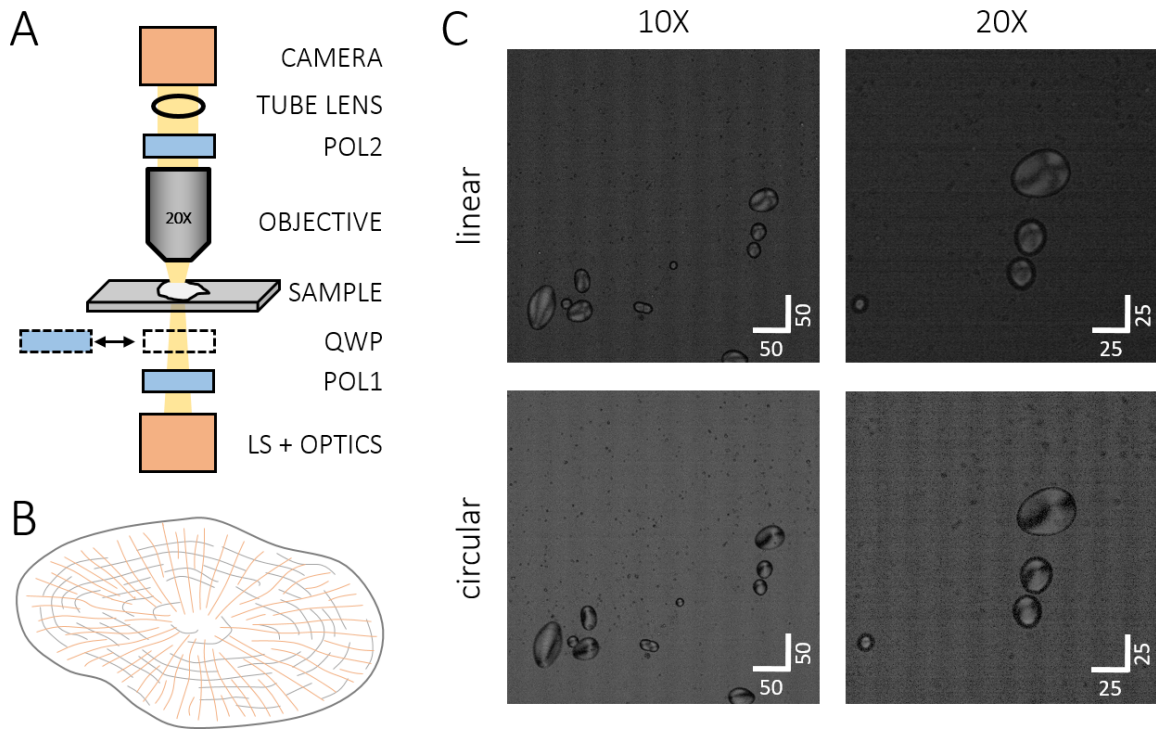 A
CAMERA
TUBE LENS
POL2
20X
OBJECTIVE
SAMPLE
QWP
POL1
LS + OPTICS
B
C
10X
20X
linear
50
50
25
25
circular
50
50
25
25